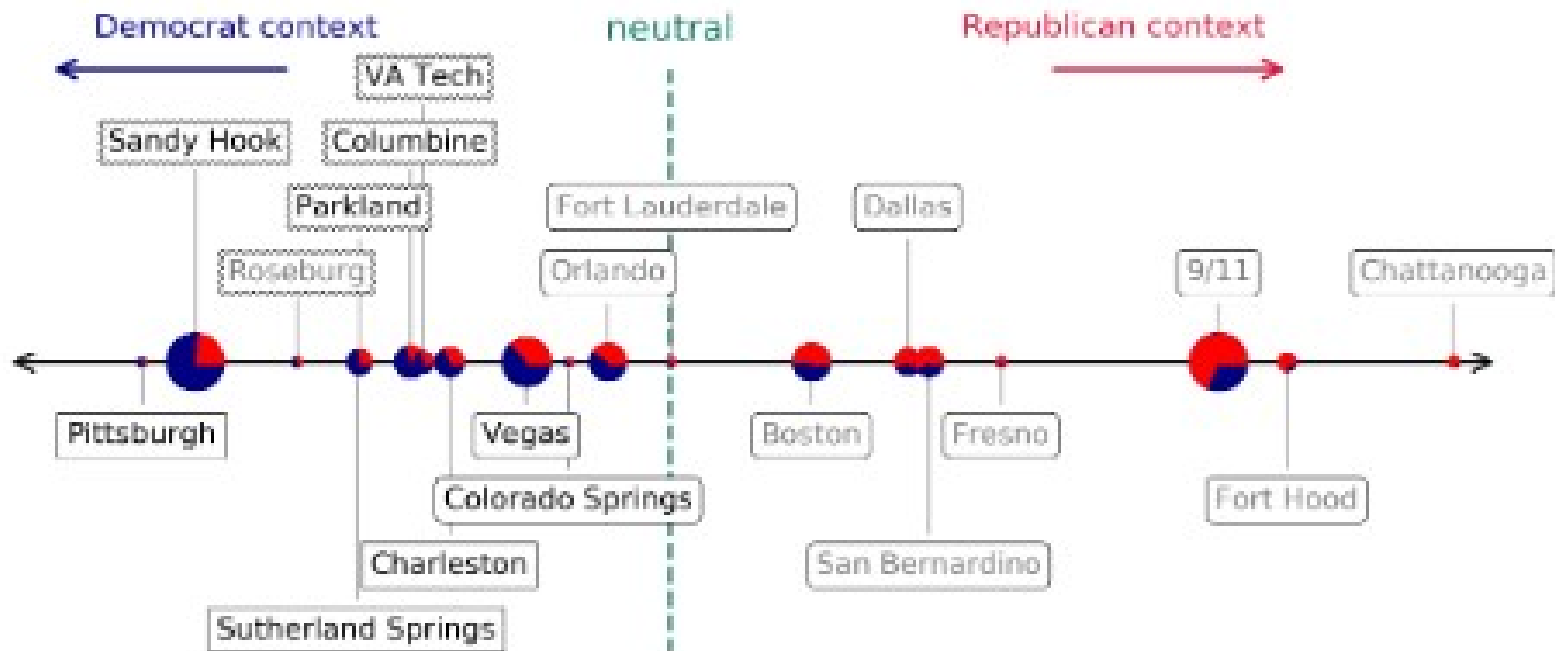 Democrat context
neutral
Republican context
VA Tech
Sandy Hook
Columbine
Parkland
Fort Lauderdale
Dallas
Roseburg
Orlando
9/11
Chattanooga
Pittsburgh
Vegas
Boston
Fresno
Colorado Springs
Fort Hood
Charleston
San Bernardino
Sutherland Springs